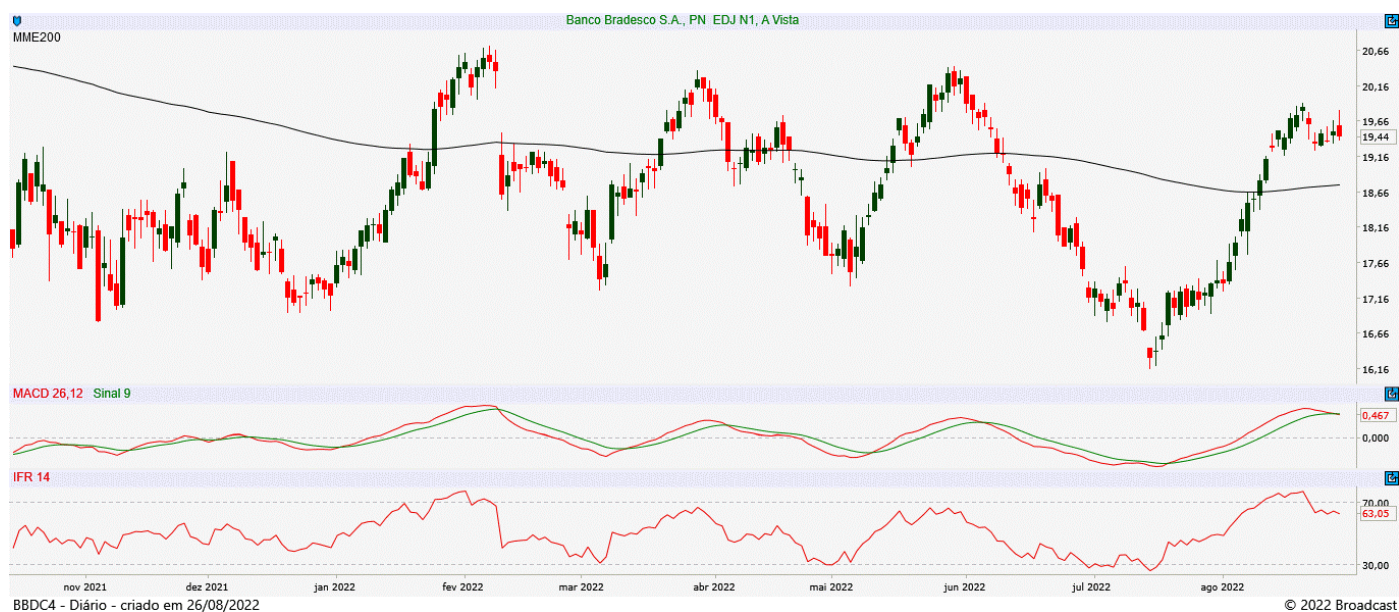 Banco Bradesco S.A., PN EDJ N1, A Vista
MME200
20,66
20,16
19,66
19,44
19,16
18,66
18,16
17,66
17,16
16,66
16,16
MACD 26,12 Sinal 9
0,467
0,000
IFR 14
70,00
63,05
30,00
nov 2021 dez 2021 jan 2022 fev 2022 mar 2022 abr 2022 mai 2022 jun 2022 jul 2022 ago 2022
BBDC4 - Diário - criado em 26/08/2022 © 2022 Broadcast